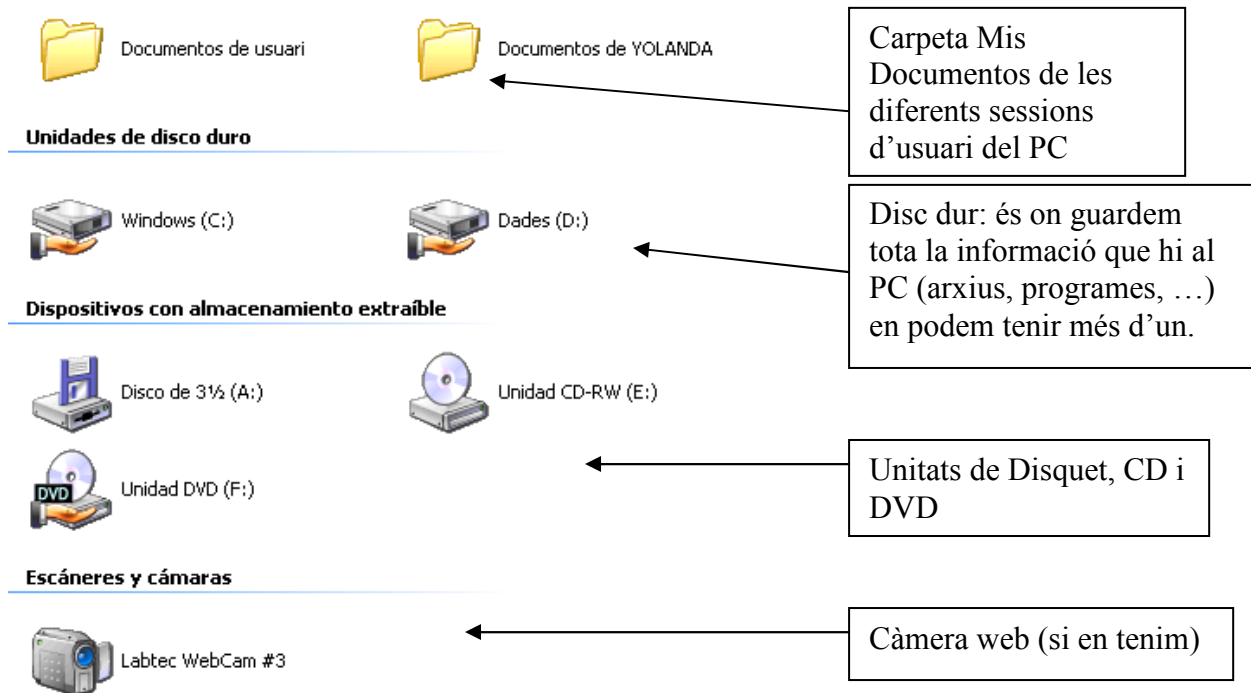 Documentos de usuari
Documentos de YOLANDA
Carpeta Mis
Documentos de les
diferents sessions
d’usuari del PC
Unidades de disco duro
Windows (C:)
Dades (D:)
Disc dur: és on guardem
tota la informació que hi al
PC (arxius, programes, …)
en podem tenir més d’un.
Dispositivos con almacenamiento extraíble
Disco de 3½ (A:)
Unidad CD-RW (E:)
DVD
Unidad DVD (F:)
Unitats de Disquet, CD i
DVD
Escáneres y cámaras
Labtec WebCam #3
Càmera web (si en tenim)